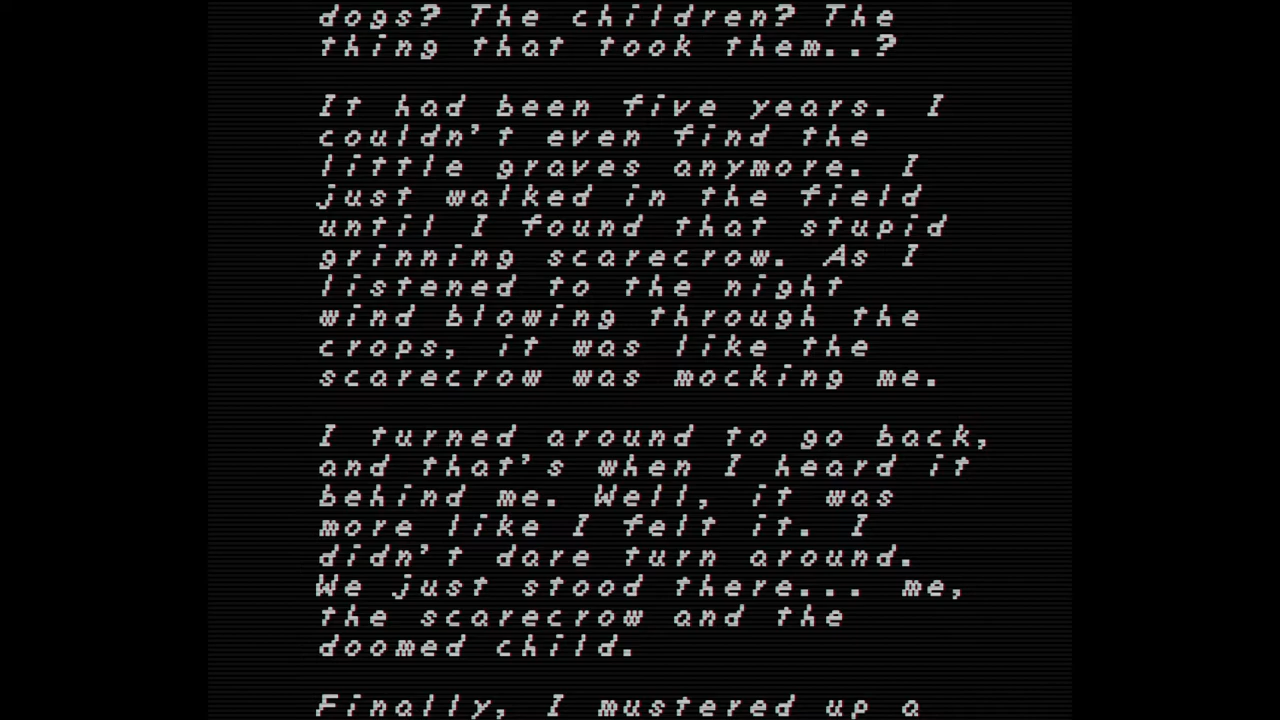 dogs? The children? The
thing that took them..?
It had been five years. I
couldn't even find the
little graves anymore. I
just walked in the field
until I found that stupid
grinning scarecrow. As I
listened to the night
wind blowing through the
crops, it was like the
scarecrow was mocking me.
I turned around to go back,
and that's when I heard it
behind me. Well, it was
more like I felt it. I
didn't dare turn around.
We just stood there... me,
the scarecrow and the
doomed child.
Finally, I mustered up a